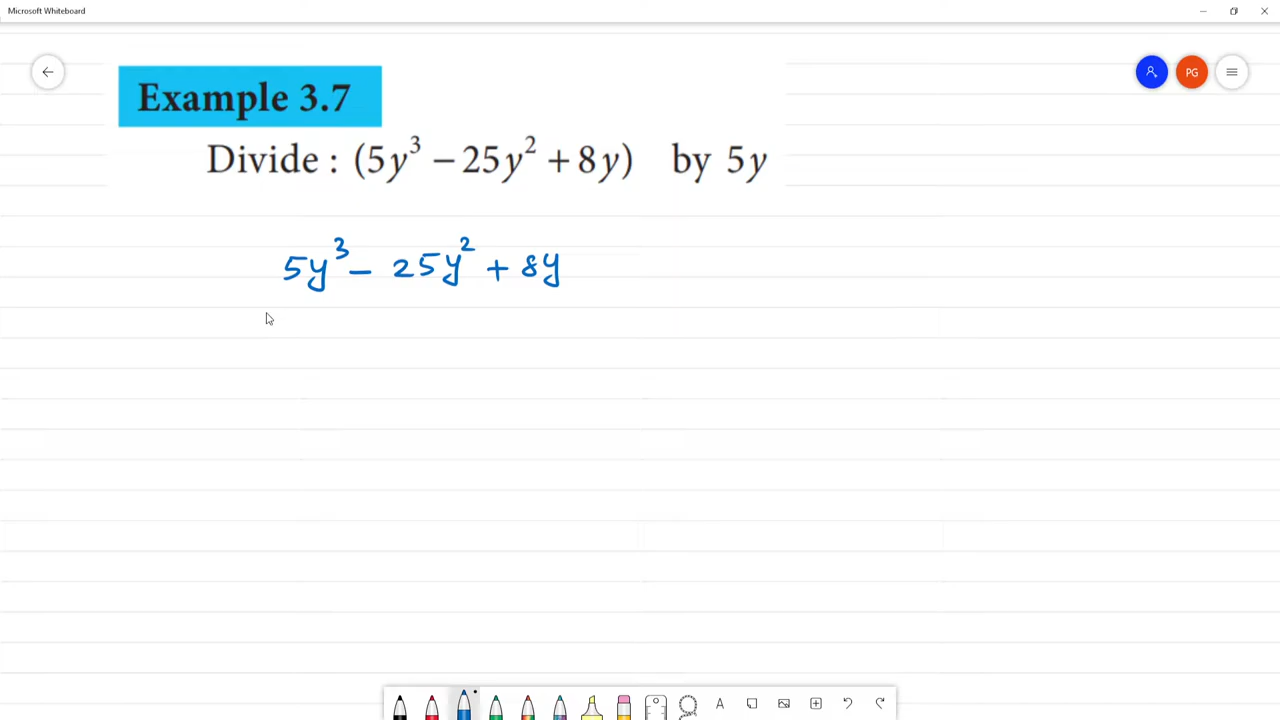 Microsoft Whiteboard
PG
Example 3.7
Divide : (5y³ − 25y² + 8y) by 5y
5y³ − 25y² + 8y
A